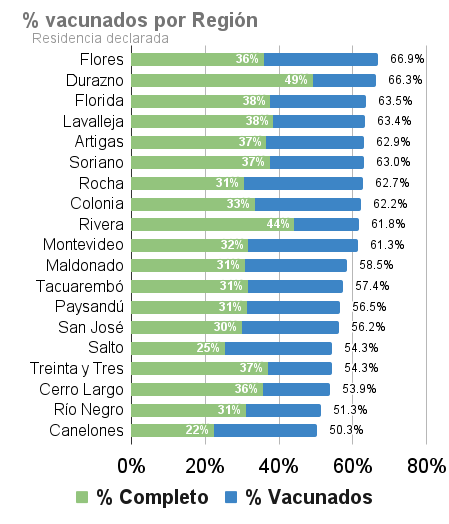 % vacunados por Región
Residencia declarada
Flores 36% 66.9%
Durazno 49% 66.3%
Florida 38% 63.5%
Lavalleja 38% 63.4%
Artigas 37% 62.9%
Soriano 37% 63.0%
Rocha 31% 62.7%
Colonia 33% 62.2%
Rivera 44% 61.8%
Montevideo 32% 61.3%
Maldonado 31% 58.5%
Tacuarembó 31% 57.4%
Paysandú 31% 56.5%
San José 30% 56.2%
Salto 25% 54.3%
Treinta y Tres 37% 54.3%
Cerro Largo 36% 53.9%
Río Negro 31% 51.3%
Canelones 22% 50.3%
0% 20% 40% 60% 80%
% Completo % Vacunados